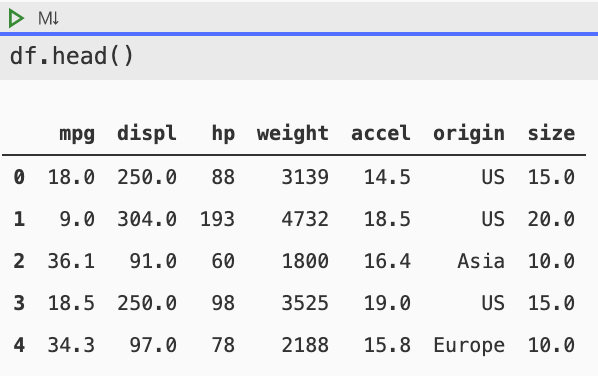 M↓
df.head()
mpg displ hp weight accel origin size
0 18.0 250.0 88 3139 14.5 US 15.0
1 9.0 304.0 193 4732 18.5 US 20.0
2 36.1 91.0 60 1800 16.4 Asia 10.0
3 18.5 250.0 98 3525 19.0 US 15.0
4 34.3 97.0 78 2188 15.8 Europe 10.0